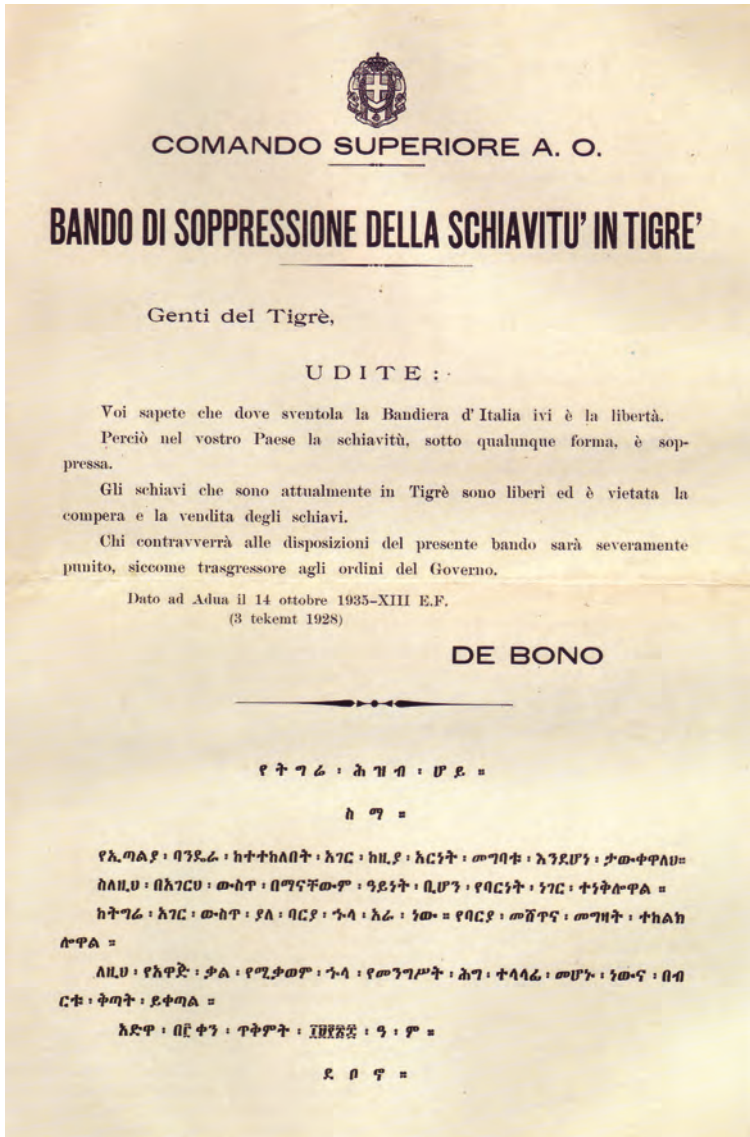 COMANDO SUPERIORE A. O.
BANDO DI SOPPRESSIONE DELLA SCHIAVITU' IN TIGRE'
Genti del Tigrè,
UDITE:
Voi sapete che dove sventola la Bandiera d'Italia ivi è la libertà.
Perciò nel vostro Paese la schiavitù, sotto qualunque forma, è sop-
pressa.
Gli schiavi che sono attualmente in Tigrè sono liberi ed è vietata la
compera e la vendita degli schiavi.
Chi contravverrà alle disposizioni del presente bando sarà severamente
punito, siccome trasgressore agli ordini del Governo.
Dato ad Adua il 14 ottobre 1935-XIII E.F.
(3 tekemt 1928)
DE BONO
የትግሬ፡ሕዝብ፡ሆይ።
ስማ።
የኢጣልያ፡ባንዴራ፡ከተተከለበት፡አገር፡ከዚያ፡አርነት፡መግባቱ፡እንደሆነ፡ታውቀዋለህ።
ስለዚህ፡በአገርህ፡ውስጥ፡በማናቸውም፡ዓይነት፡ቢሆን፡የባርነት፡ነገር፡ተነቅሎዋል።
ከትግሬ፡አገር፡ውስጥ፡ያለ፡ባርያ፡ኁላ፡አራ፡ነው።የባርያ፡መሸጥና፡መግዛት፡ተከልክ
ሎዋል።
ለዚህ፡የአዋጅ፡ቃል፡የሚቃወም፡ኁላ፡የመንግሥት፡ሕግ፡ተላላፊ፡መሆኑ፡ነውና፡በብ
ርቱ፡ቅጣት፡ይቀጣል።
አድዋ፡በ፫ቀን፡ጥቅምት፡፲፱፻፳፰፡ዓ፡ም።
ደቦኖ።